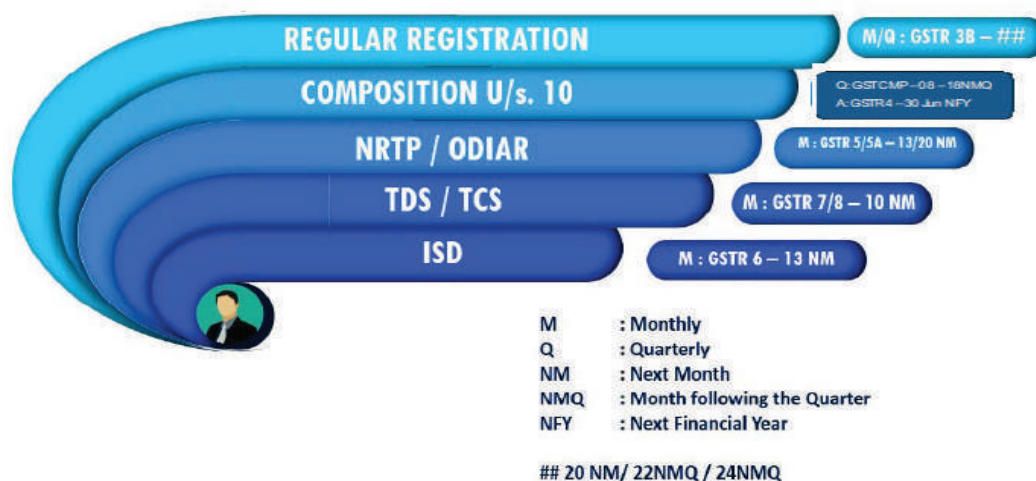 REGULAR REGISTRATION
M/Q : GSTR 3B – ##
COMPOSITION U/s. 10
Q: GSTCMP – 08 – 18NMQ
A: GSTR4 – 30 Jun NFY
NRTP / ODIAR
M : GSTR 5/5A – 13/20 NM
TDS / TCS
M : GSTR 7/8 – 10 NM
ISD
M : GSTR 6 – 13 NM
M : Monthly
Q : Quarterly
NM : Next Month
NMQ : Month following the Quarter
NFY : Next Financial Year
## 20 NM/ 22NMQ / 24NMQ